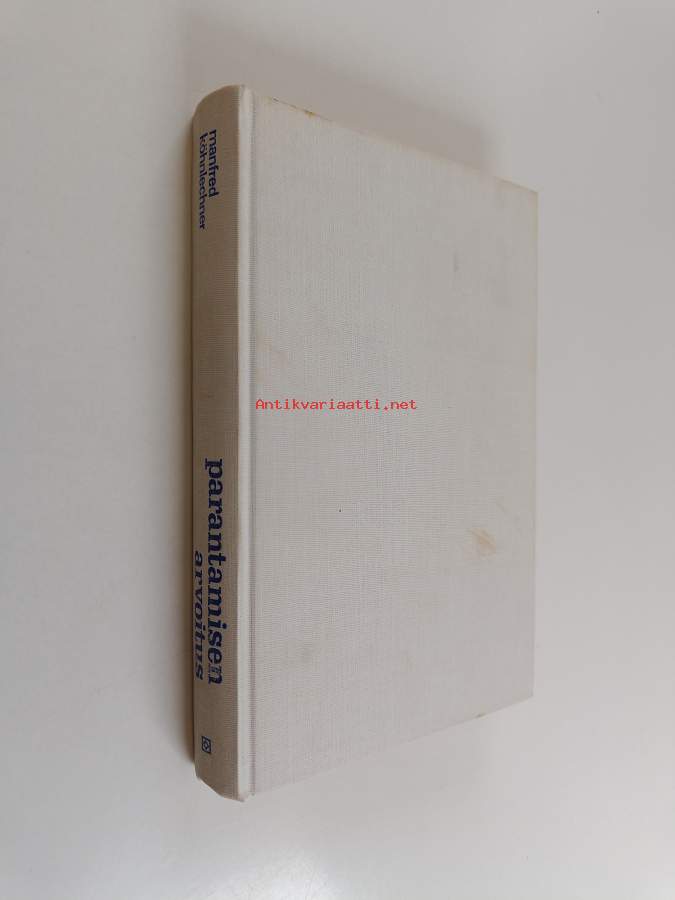 manfred
köhnlechner
parantamisen
arvoitus
Antikvariaatti.net